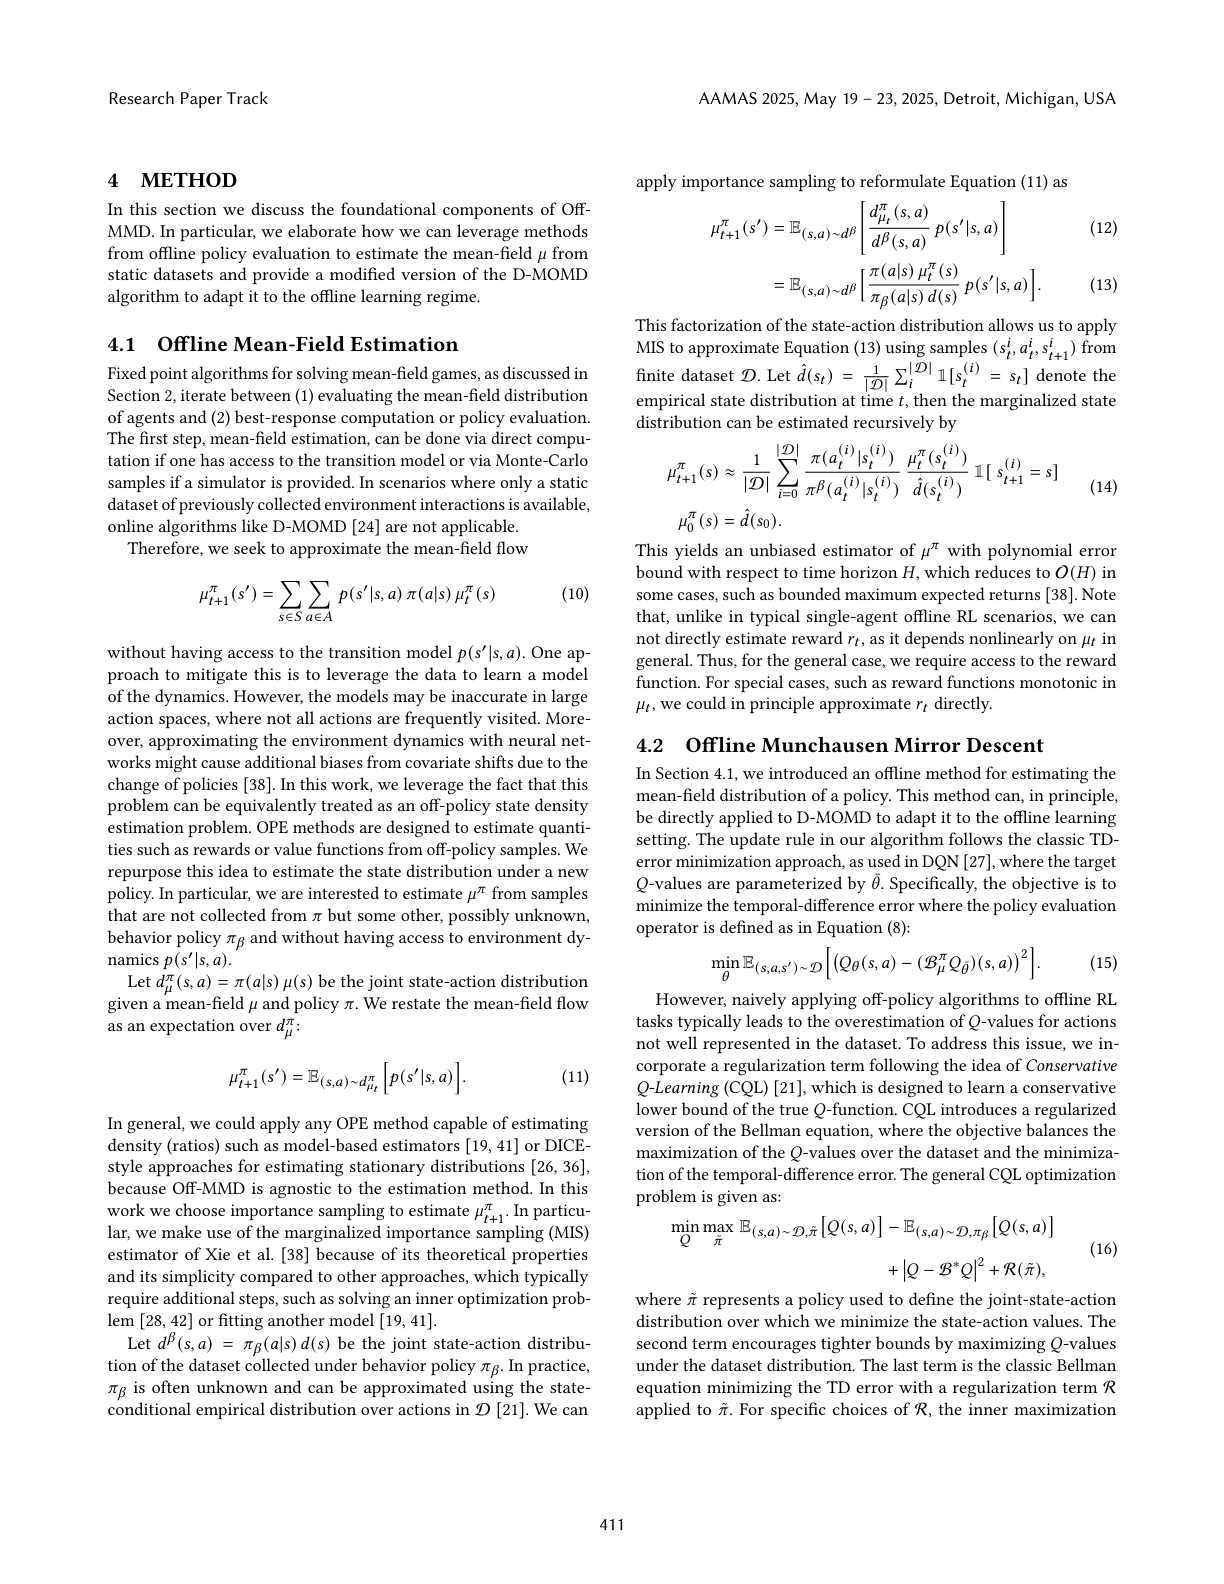 Research Paper Track
AAMAS 2025, May 19 – 23, 2025, Detroit, Michigan, USA
4 METHOD
In this section we discuss the foundational components of Off-
MMD. In particular, we elaborate how we can leverage methods
from offline policy evaluation to estimate the mean-field μ from
static datasets and provide a modified version of the D-MOMD
algorithm to adapt it to the offline learning regime.
4.1 Offline Mean-Field Estimation
Fixed point algorithms for solving mean-field games, as discussed in
Section 2, iterate between (1) evaluating the mean-field distribution
of agents and (2) best-response computation or policy evaluation.
The first step, mean-field estimation, can be done via direct compu-
tation if one has access to the transition model or via Monte-Carlo
samples if a simulator is provided. In scenarios where only a static
dataset of previously collected environment interactions is available,
online algorithms like D-MOMD [24] are not applicable.
Therefore, we seek to approximate the mean-field flow
μ^π_{t+1}(s′) = ∑_{s∈S} ∑_{a∈A} p(s′|s, a) π(a|s) μ^π_t(s) (10)
without having access to the transition model p(s′|s, a). One ap-
proach to mitigate this is to leverage the data to learn a model
of the dynamics. However, the models may be inaccurate in large
action spaces, where not all actions are frequently visited. More-
over, approximating the environment dynamics with neural net-
works might cause additional biases from covariate shifts due to the
change of policies [38]. In this work, we leverage the fact that this
problem can be equivalently treated as an off-policy state density
estimation problem. OPE methods are designed to estimate quanti-
ties such as rewards or value functions from off-policy samples. We
repurpose this idea to estimate the state distribution under a new
policy. In particular, we are interested to estimate μ^π from samples
that are not collected from π but some other, possibly unknown,
behavior policy π_β and without having access to environment dy-
namics p(s′|s, a).
Let d^π_μ(s, a) = π(a|s) μ(s) be the joint state-action distribution
given a mean-field μ and policy π. We restate the mean-field flow
as an expectation over d^π_μ:
μ^π_{t+1}(s′) = 𝔼_{(s,a)∼d^π_{μ_t}} [p(s′|s, a)]. (11)
In general, we could apply any OPE method capable of estimating
density (ratios) such as model-based estimators [19, 41] or DICE-
style approaches for estimating stationary distributions [26, 36],
because Off-MMD is agnostic to the estimation method. In this
work we choose importance sampling to estimate μ^π_{t+1}. In particu-
lar, we make use of the marginalized importance sampling (MIS)
estimator of Xie et al. [38] because of its theoretical properties
and its simplicity compared to other approaches, which typically
require additional steps, such as solving an inner optimization prob-
lem [28, 42] or fitting another model [19, 41].
Let d^β(s, a) = π_β(a|s) d(s) be the joint state-action distribu-
tion of the dataset collected under behavior policy π_β. In practice,
π_β is often unknown and can be approximated using the state-
conditional empirical distribution over actions in 𝒟 [21]. We can
apply importance sampling to reformulate Equation (11) as
μ^π_{t+1}(s′) = 𝔼_{(s,a)∼d^β} [ d^π_{μ_t}(s, a) / d^β(s, a) p(s′|s, a) ] (12)
= 𝔼_{(s,a)∼d^β} [ π(a|s) μ^π_t(s) / π_β(a|s) d(s) p(s′|s, a) ]. (13)
This factorization of the state-action distribution allows us to apply
MIS to approximate Equation (13) using samples (s^i_t, a^i_t, s^i_{t+1}) from
finite dataset 𝒟. Let d̂(s_t) = 1/|𝒟| ∑_i^{|𝒟|} 𝟙[s_t^{(i)} = s_t] denote the
empirical state distribution at time t, then the marginalized state
distribution can be estimated recursively by
μ^π_{t+1}(s) ≈ 1/|𝒟| ∑_{i=0}^{|𝒟|} π(a_t^{(i)}|s_t^{(i)}) / π^β(a_t^{(i)}|s_t^{(i)}) μ^π_t(s_t^{(i)}) / d̂(s_t^{(i)}) 𝟙[ s_{t+1}^{(i)} = s] (14)
μ^π_0(s) = d̂(s_0).
This yields an unbiased estimator of μ^π with polynomial error
bound with respect to time horizon H, which reduces to O(H) in
some cases, such as bounded maximum expected returns [38]. Note
that, unlike in typical single-agent offline RL scenarios, we can
not directly estimate reward r_t, as it depends nonlinearly on μ_t in
general. Thus, for the general case, we require access to the reward
function. For special cases, such as reward functions monotonic in
μ_t, we could in principle approximate r_t directly.
4.2 Offline Munchausen Mirror Descent
In Section 4.1, we introduced an offline method for estimating the
mean-field distribution of a policy. This method can, in principle,
be directly applied to D-MOMD to adapt it to the offline learning
setting. The update rule in our algorithm follows the classic TD-
error minimization approach, as used in DQN [27], where the target
Q-values are parameterized by θ̄. Specifically, the objective is to
minimize the temporal-difference error where the policy evaluation
operator is defined as in Equation (8):
min_θ 𝔼_{(s,a,s′)∼𝒟} [ (Q_θ(s, a) − (ℬ^π_μ Q_θ̄)(s, a))^2 ]. (15)
However, naively applying off-policy algorithms to offline RL
tasks typically leads to the overestimation of Q-values for actions
not well represented in the dataset. To address this issue, we in-
corporate a regularization term following the idea of Conservative
Q-Learning (CQL) [21], which is designed to learn a conservative
lower bound of the true Q-function. CQL introduces a regularized
version of the Bellman equation, where the objective balances the
maximization of the Q-values over the dataset and the minimiza-
tion of the temporal-difference error. The general CQL optimization
problem is given as:
min_Q max_π̃ 𝔼_{(s,a)∼𝒟,π̃} [Q(s, a)] − 𝔼_{(s,a)∼𝒟,π_β} [Q(s, a)]
+ |Q − ℬ*Q|^2 + ℛ(π̃), (16)
where π̃ represents a policy used to define the joint-state-action
distribution over which we minimize the state-action values. The
second term encourages tighter bounds by maximizing Q-values
under the dataset distribution. The last term is the classic Bellman
equation minimizing the TD error with a regularization term ℛ
applied to π̃. For specific choices of ℛ, the inner maximization
411